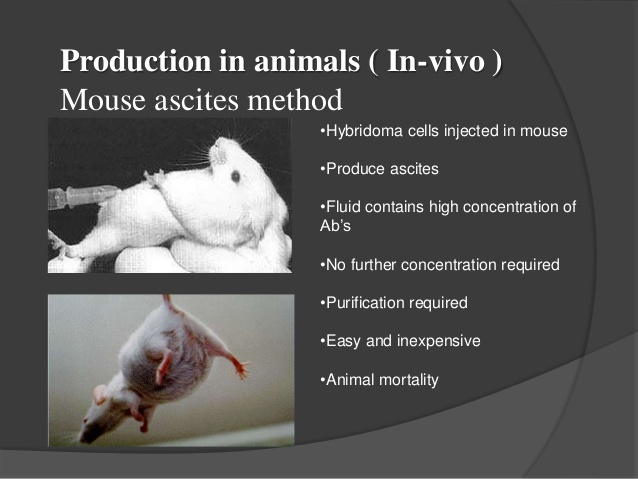 Production in animals ( In-vivo )
Mouse ascites method
•Hybridoma cells injected in mouse
•Produce ascites
•Fluid contains high concentration of
Ab’s
•No further concentration required
•Purification required
•Easy and inexpensive
•Animal mortality